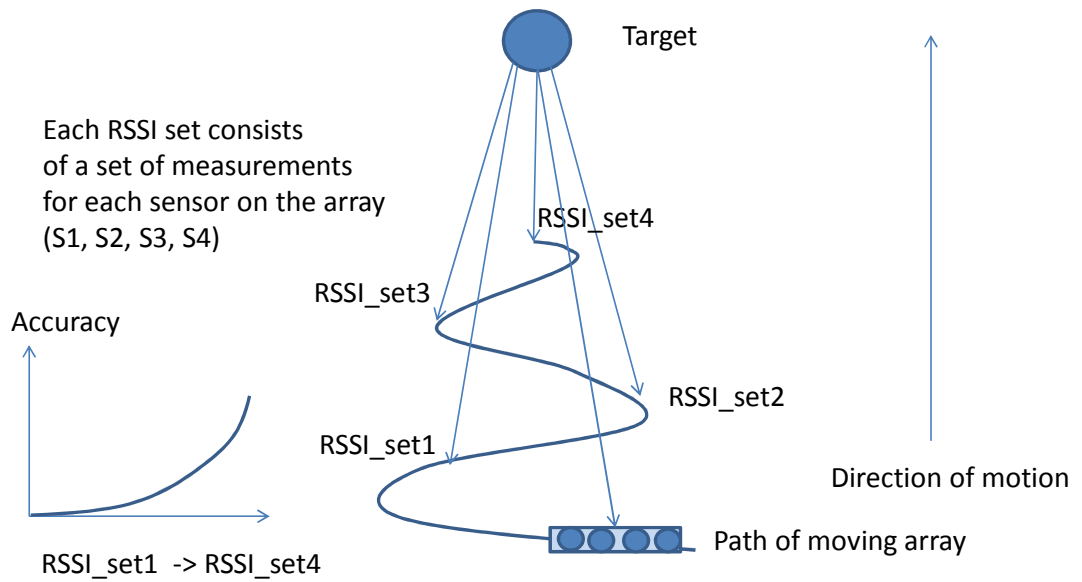 Target
Each RSSI set consists
of a set of measurements
for each sensor on the array
(S1, S2, S3, S4)
RSSI_set4
RSSI_set3
Accuracy
RSSI_set2
RSSI_set1
Direction of motion
Path of moving array
RSSI_set1 -> RSSI_set4